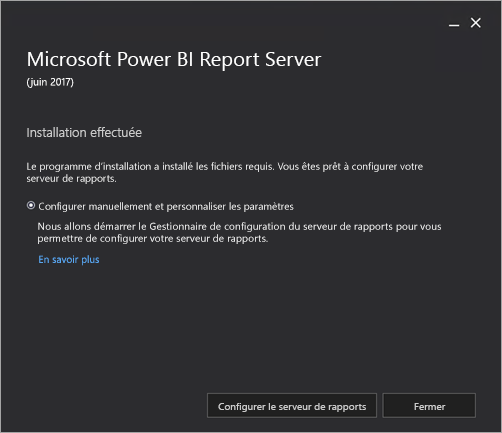 Microsoft Power BI Report Server
(juin 2017)
Installation effectuée
Le programme d'installation a installé les fichiers requis. Vous êtes prêt à configurer votre
serveur de rapports.
Configurer manuellement et personnaliser les paramètres
Nous allons démarrer le Gestionnaire de configuration du serveur de rapports pour vous
permettre de configurer votre serveur de rapports.
En savoir plus
Configurer le serveur de rapports
Fermer